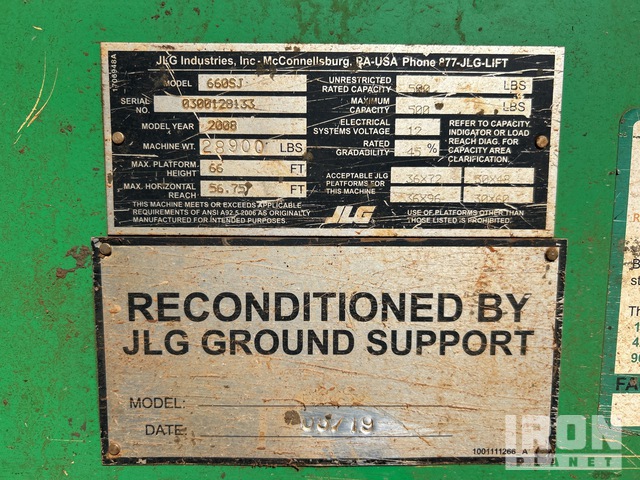 1706948A
JLG Industries, Inc- McConnellsburg, PA-USA Phone 877-JLG-LIFT
MODEL 660SJ
SERIAL NO. 0300129133
MODEL YEAR 2008
MACHINE WT. 28900 LBS
MAX. PLATFORM HEIGHT 66 FT
MAX. HORIZONTAL REACH 56.75 FT
THIS MACHINE MEETS OR EXCEEDS APPLICABLE
REQUIREMENTS OF ANSI A92.5-2006 AS ORIGINALLY
MANUFACTURED FOR INTENDED PURPOSES.
UNRESTRICTED RATED CAPACITY 500 LBS
MAXIMUM CAPACITY 500 LBS
ELECTRICAL SYSTEMS VOLTAGE 12
RATED GRADABILITY 45 %
REFER TO CAPACITY
INDICATOR OR LOAD
REACH DIAG. FOR
CAPACITY AREA
CLARIFICATION.
ACCEPTABLE JLG
PLATFORMS FOR
THIS MACHINE
36X72
36X96
JLG
USE OF PLATFORMS OTHER THAN
THOSE LISTED IS PROHIBITED.
RECONDITIONED BY
JLG GROUND SUPPORT
MODEL:
DATE:
1001111266 A
IRON
PLANET